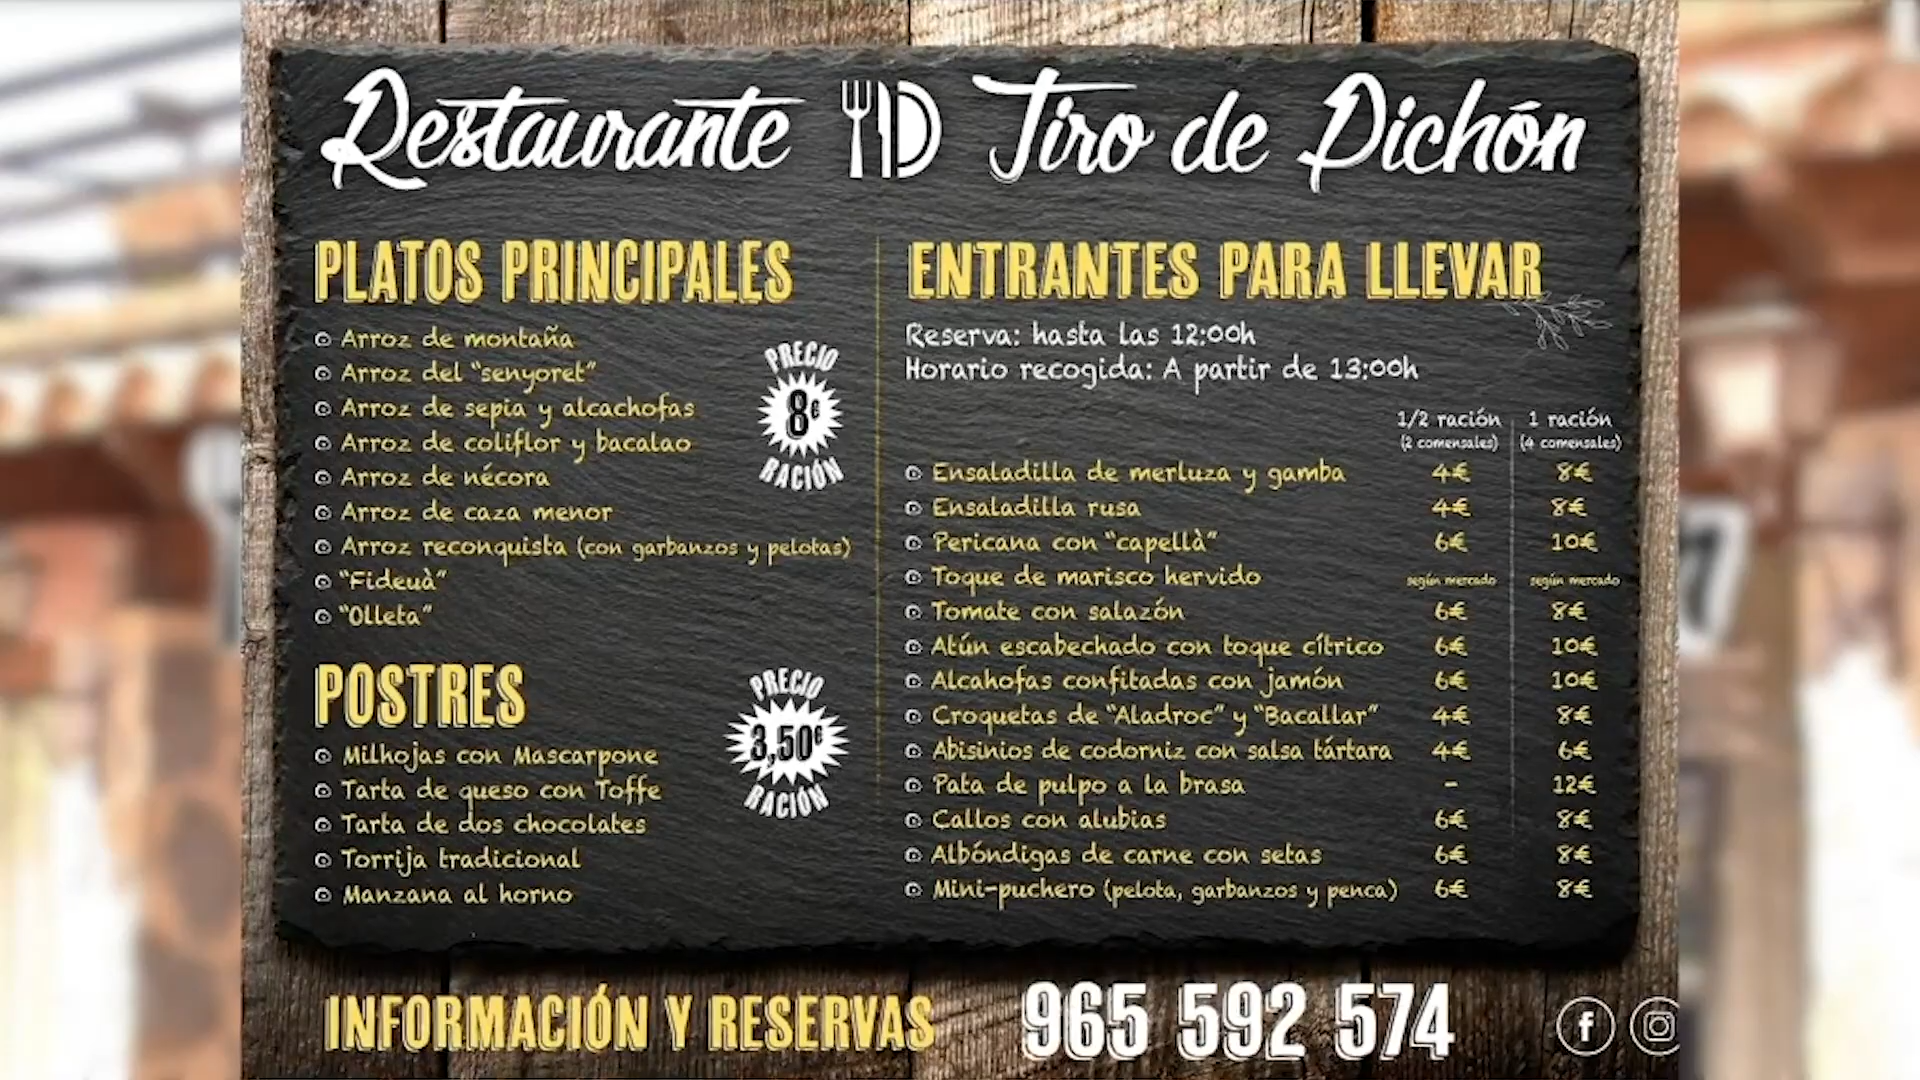 Restaurante Tiro de Pichón
PLATOS PRINCIPALES
Arroz de montaña
Arroz del "senyoret"
Arroz de sepia y alcachofas
Arroz de coliflor y bacalao
Arroz de nécora
Arroz de caza menor
Arroz reconquista (con garbanzos y pelotas)
"Fideuà"
"Olleta"
PRECIO
8€
RACIÓN
POSTRES
Milhojas con Mascarpone
Tarta de queso con Toffe
Tarta de dos chocolates
Torrija tradicional
Manzana al horno
PRECIO
3,50€
RACIÓN
ENTRANTES PARA LLEVAR
Reserva: hasta las 12:00h
Horario recogida: A partir de 13:00h
1/2 ración 1 ración
(2 comensales) (4 comensales)
Ensaladilla de merluza y gamba 4€ 8€
Ensaladilla rusa 4€ 8€
Pericana con "capellà" 6€ 10€
Toque de marisco hervido según mercado según mercado
Tomate con salazón 6€ 8€
Atún escabechado con toque cítrico 6€ 10€
Alcahofas confitadas con jamón 6€ 10€
Croquetas de "Aladroc" y "Bacallar" 4€ 8€
Abisinios de codorniz con salsa tártara 4€ 6€
Pata de pulpo a la brasa - 12€
Callos con alubias 6€ 8€
Albóndigas de carne con setas 6€ 8€
Mini-puchero (pelota, garbanzos y penca) 6€ 8€
INFORMACIÓN Y RESERVAS 965 592 574